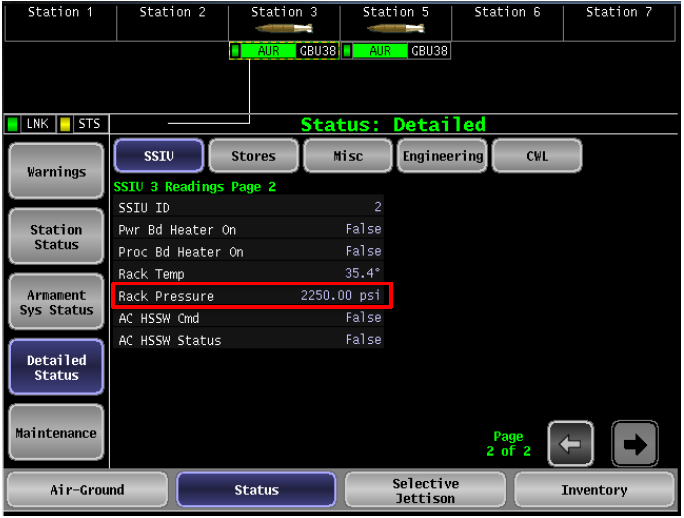 Station 1 Station 2 Station 3 Station 5 Station 6 Station 7
AUR GBU38 AUR GBU38
LNK STS Status: Detailed
SSIU Stores Misc Engineering CWL
Warnings
SSIU 3 Readings Page 2
SSIU ID 2
Station
Status
Pwr Bd Heater On False
Proc Bd Heater On False
Rack Temp 35.4°
Armament
Sys Status
Rack Pressure 2250.00 psi
AC HSSW Cmd False
AC HSSW Status False
Detailed
Status
Maintenance
Page
2 of 2
Air-Ground Status Selective
Jettison Inventory